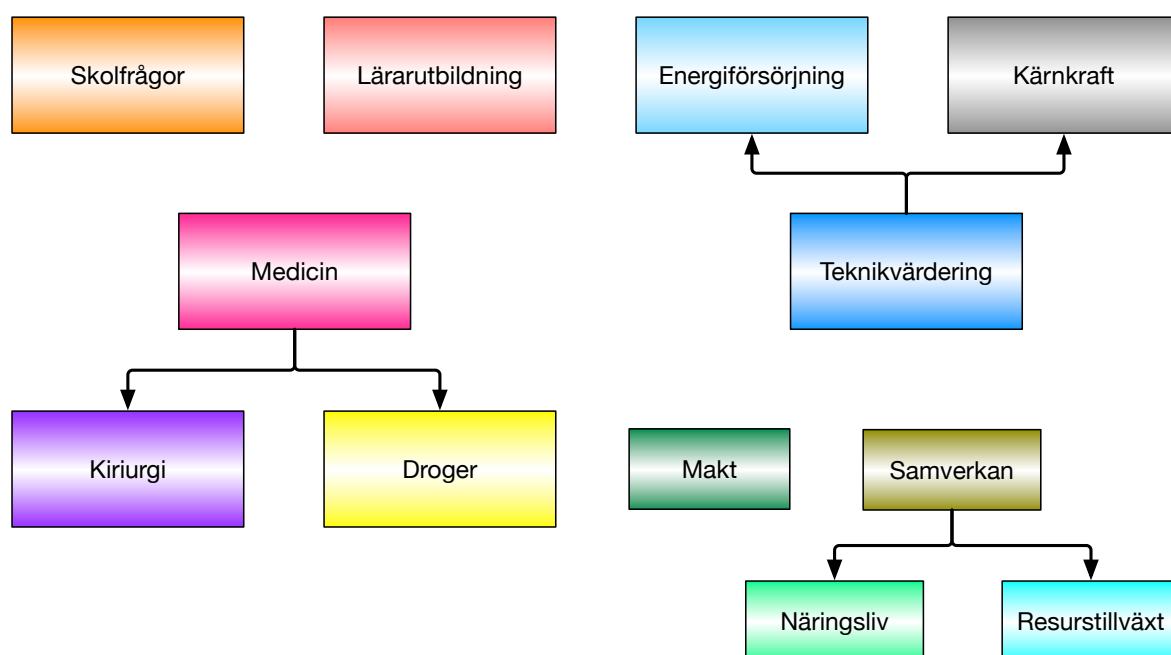 Skolfrågor
Lärarutbildning
Energiförsörjning
Kärnkraft
Medicin
Teknikvärdering
Kiriurgi
Droger
Makt
Samverkan
Näringsliv
Resurstillväxt